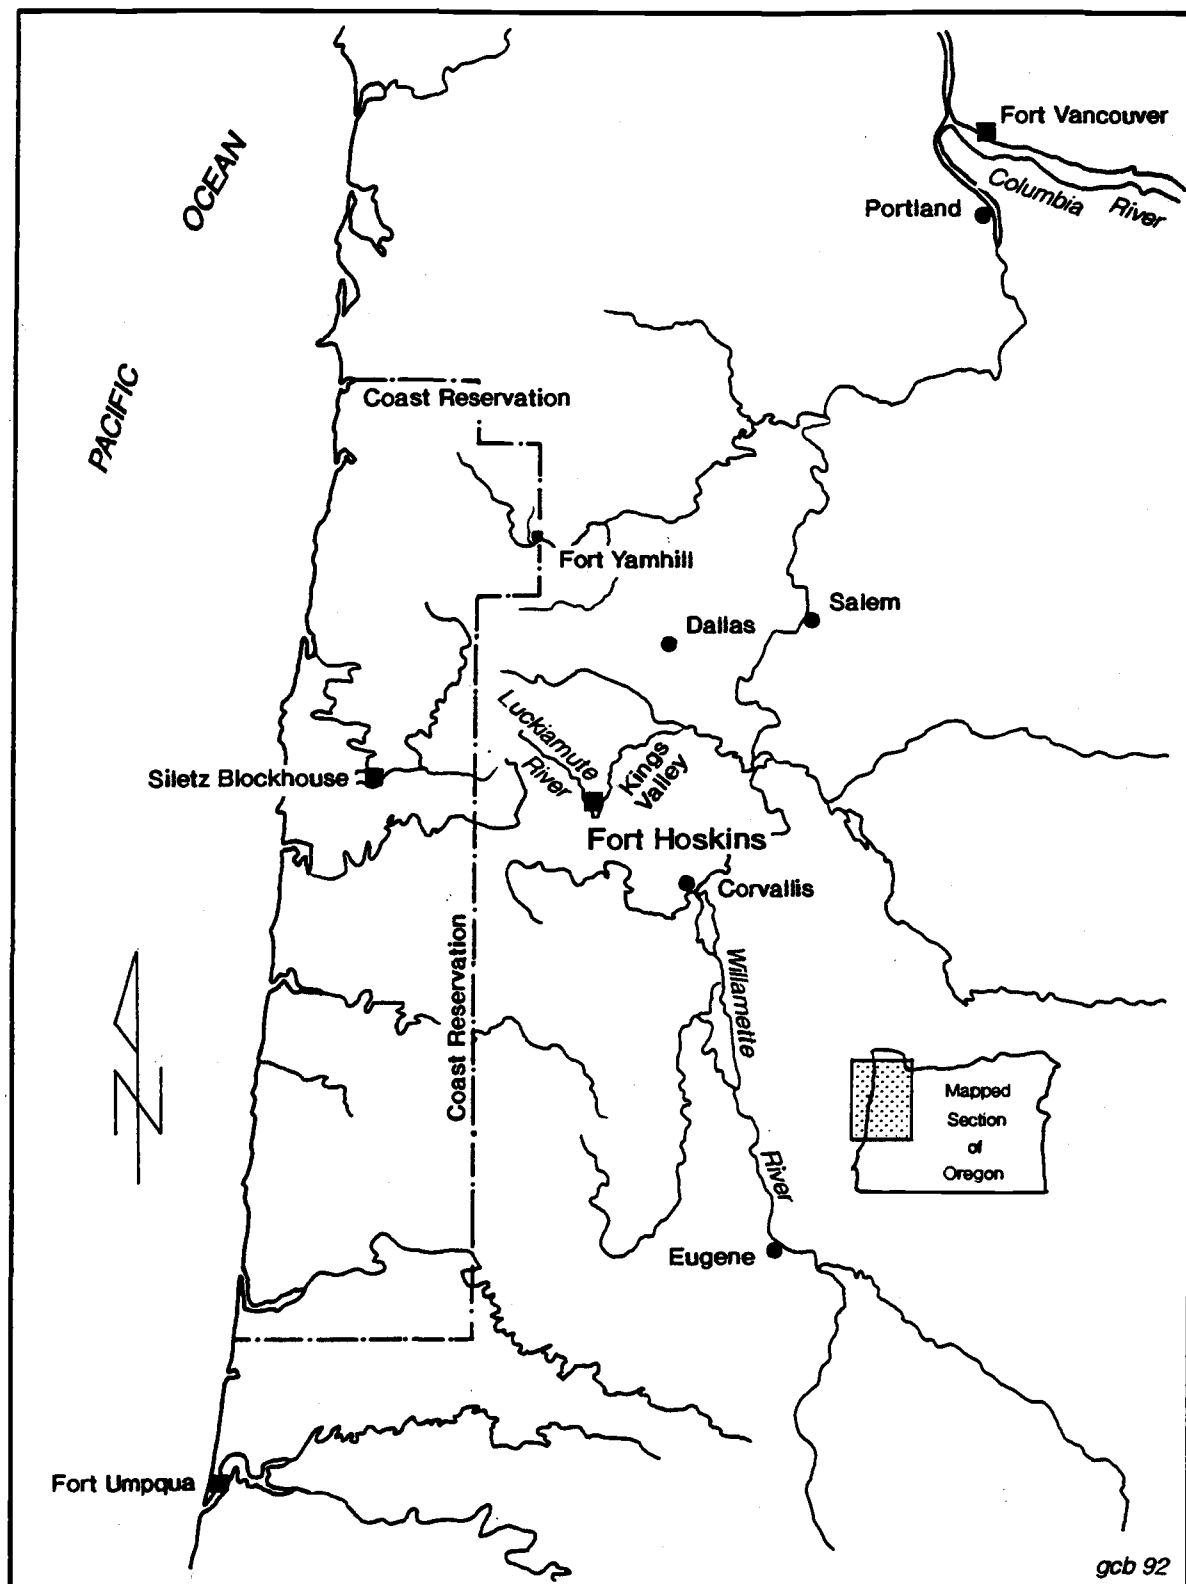 OCEAN
PACIFIC
Fort Vancouver
Columbia River
Portland
Coast Reservation
Fort Yamhill
Salem
Dallas
Luckiamute
River
Kings
Valley
Siletz Blockhouse
Fort Hoskins
Corvallis
Coast Reservation
Willamette
River
N
Mapped
Section
of
Oregon
Eugene
Fort Umpqua
gcb 92